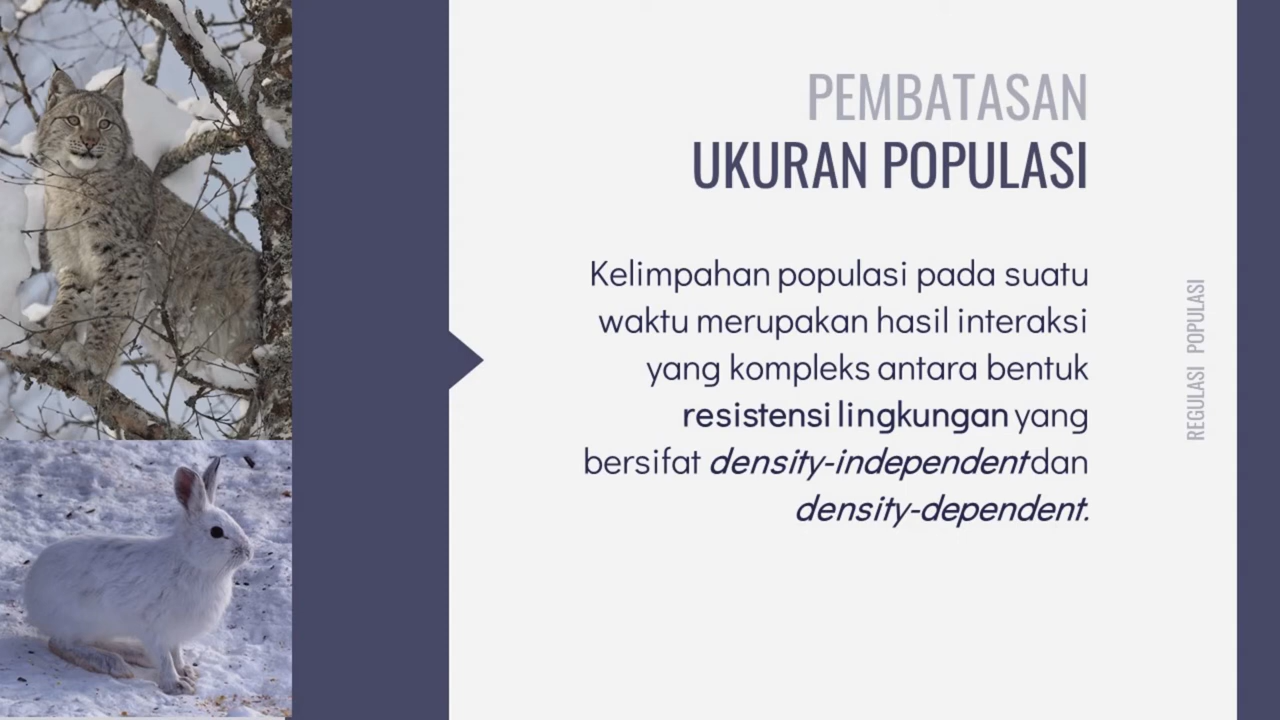 PEMBATASAN
UKURAN POPULASI
Kelimpahan populasi pada suatu
waktu merupakan hasil interaksi
yang kompleks antara bentuk
resistensi lingkungan yang
bersifat density-independent dan
density-dependent.
REGULASI POPULASI